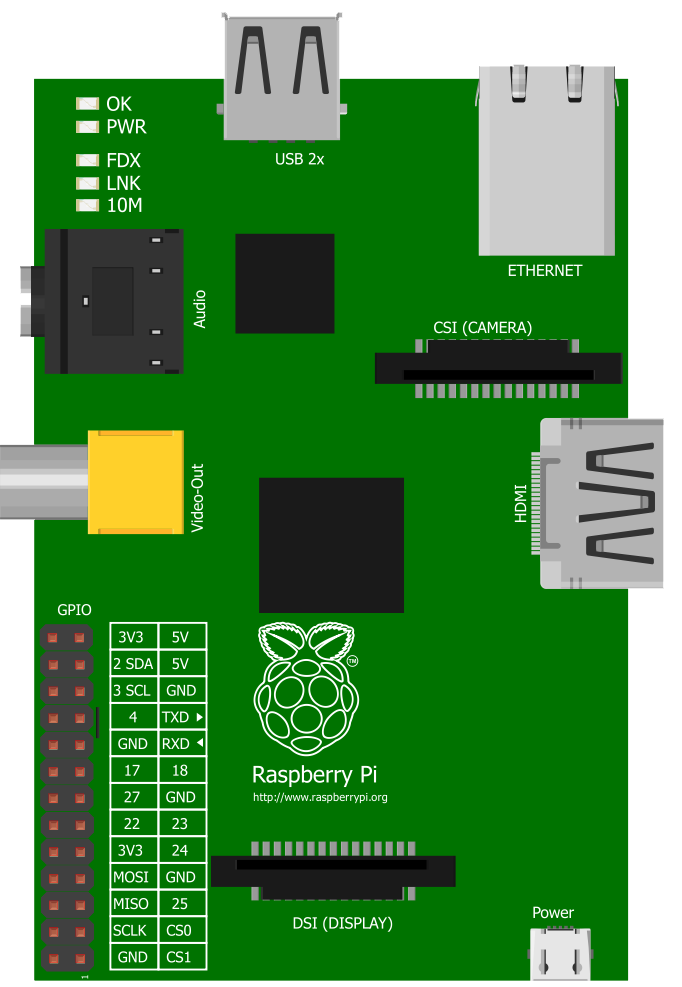 OK
PWR
FDX
LNK
10M
USB 2x
ETHERNET
Audio
CSI (CAMERA)
Video-Out
HDMI
GPIO
3V3 5V
2 SDA 5V
3 SCL GND
4 TXD ►
GND RXD ◄
17 18
27 GND
22 23
3V3 24
MOSI GND
MISO 25
SCLK CS0
GND CS1
1
TM
Raspberry Pi
http://www.raspberrypi.org
DSI (DISPLAY)
Power